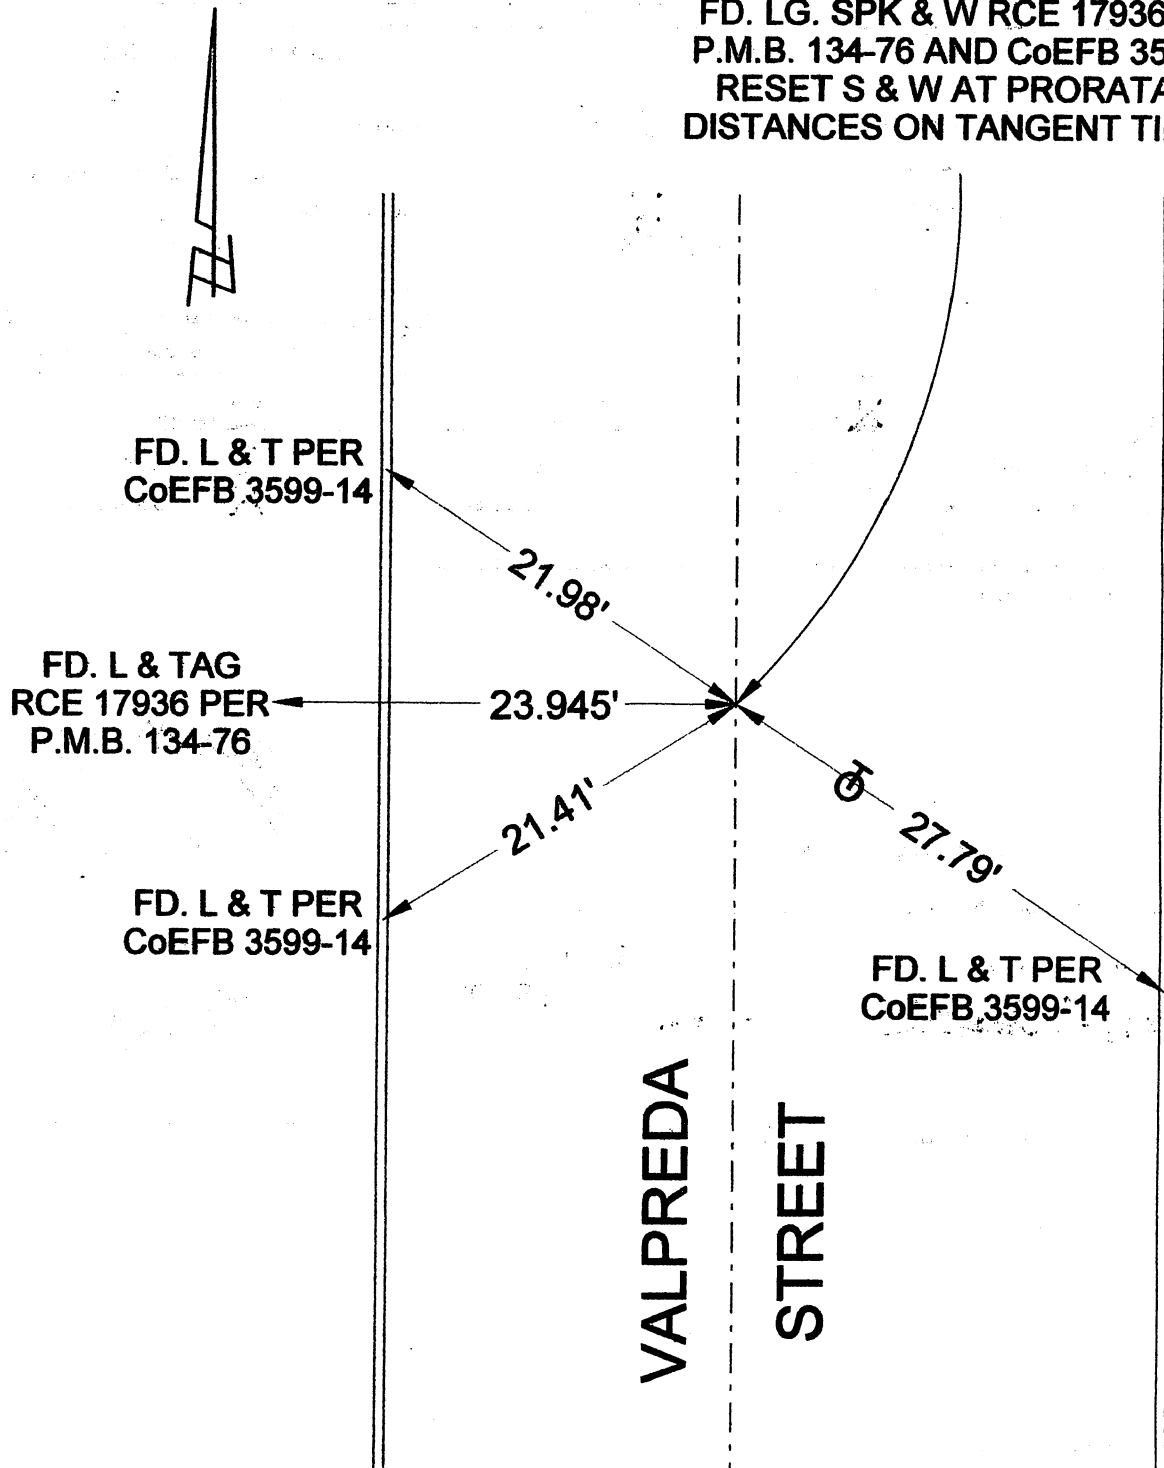 FD. LG. SPK & W RCE 17936
P.M.B. 134-76 AND CoEFB 35
RESET S & W AT PRORATA
DISTANCES ON TANGENT TI
FD. L & T PER
CoEFB 3599-14
21.98'
FD. L & TAG
RCE 17936 PER
P.M.B. 134-76
23.945'
21.41'
27.79'
FD. L & T PER
CoEFB 3599-14
FD. L & T PER
CoEFB 3599-14
VALPREDA
STREET